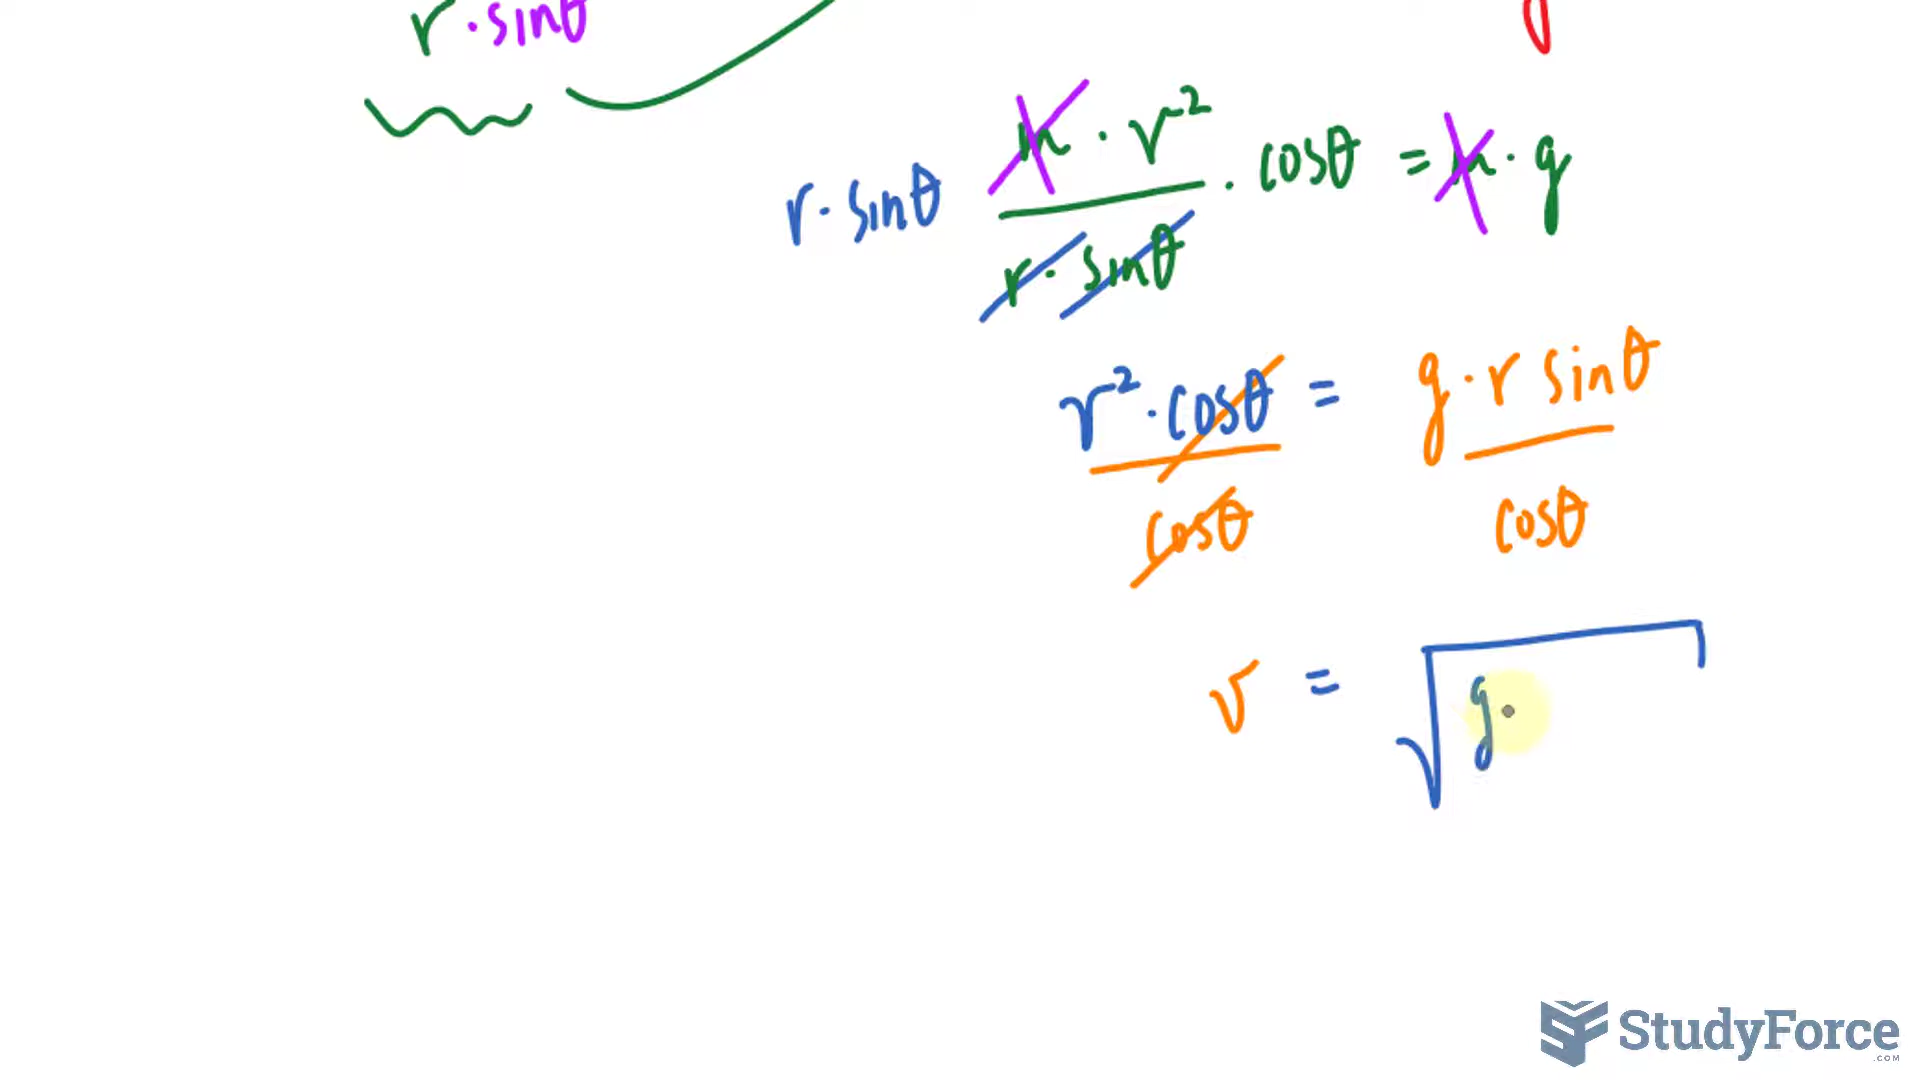 r · sinθ
r · sinθ m · v² / r · sinθ · cosθ = m · g
v² · cosθ / cosθ = g · r sinθ / cosθ
v = √g
StudyForce
.COM